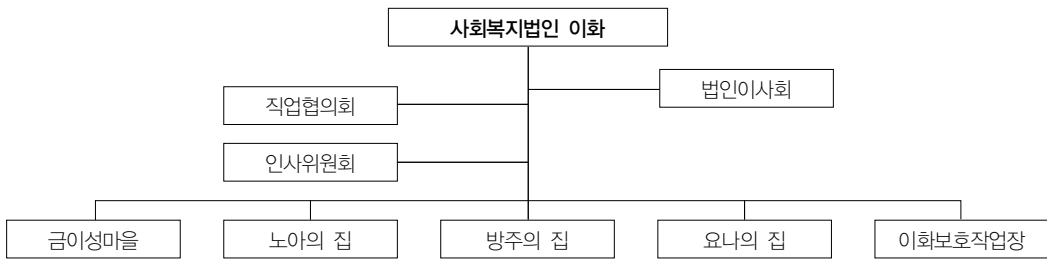 사회복지법인 이화
법인이사회
직업협의회
인사위원회
금이성마을
노아의 집
방주의 집
요나의 집
이화보호작업장